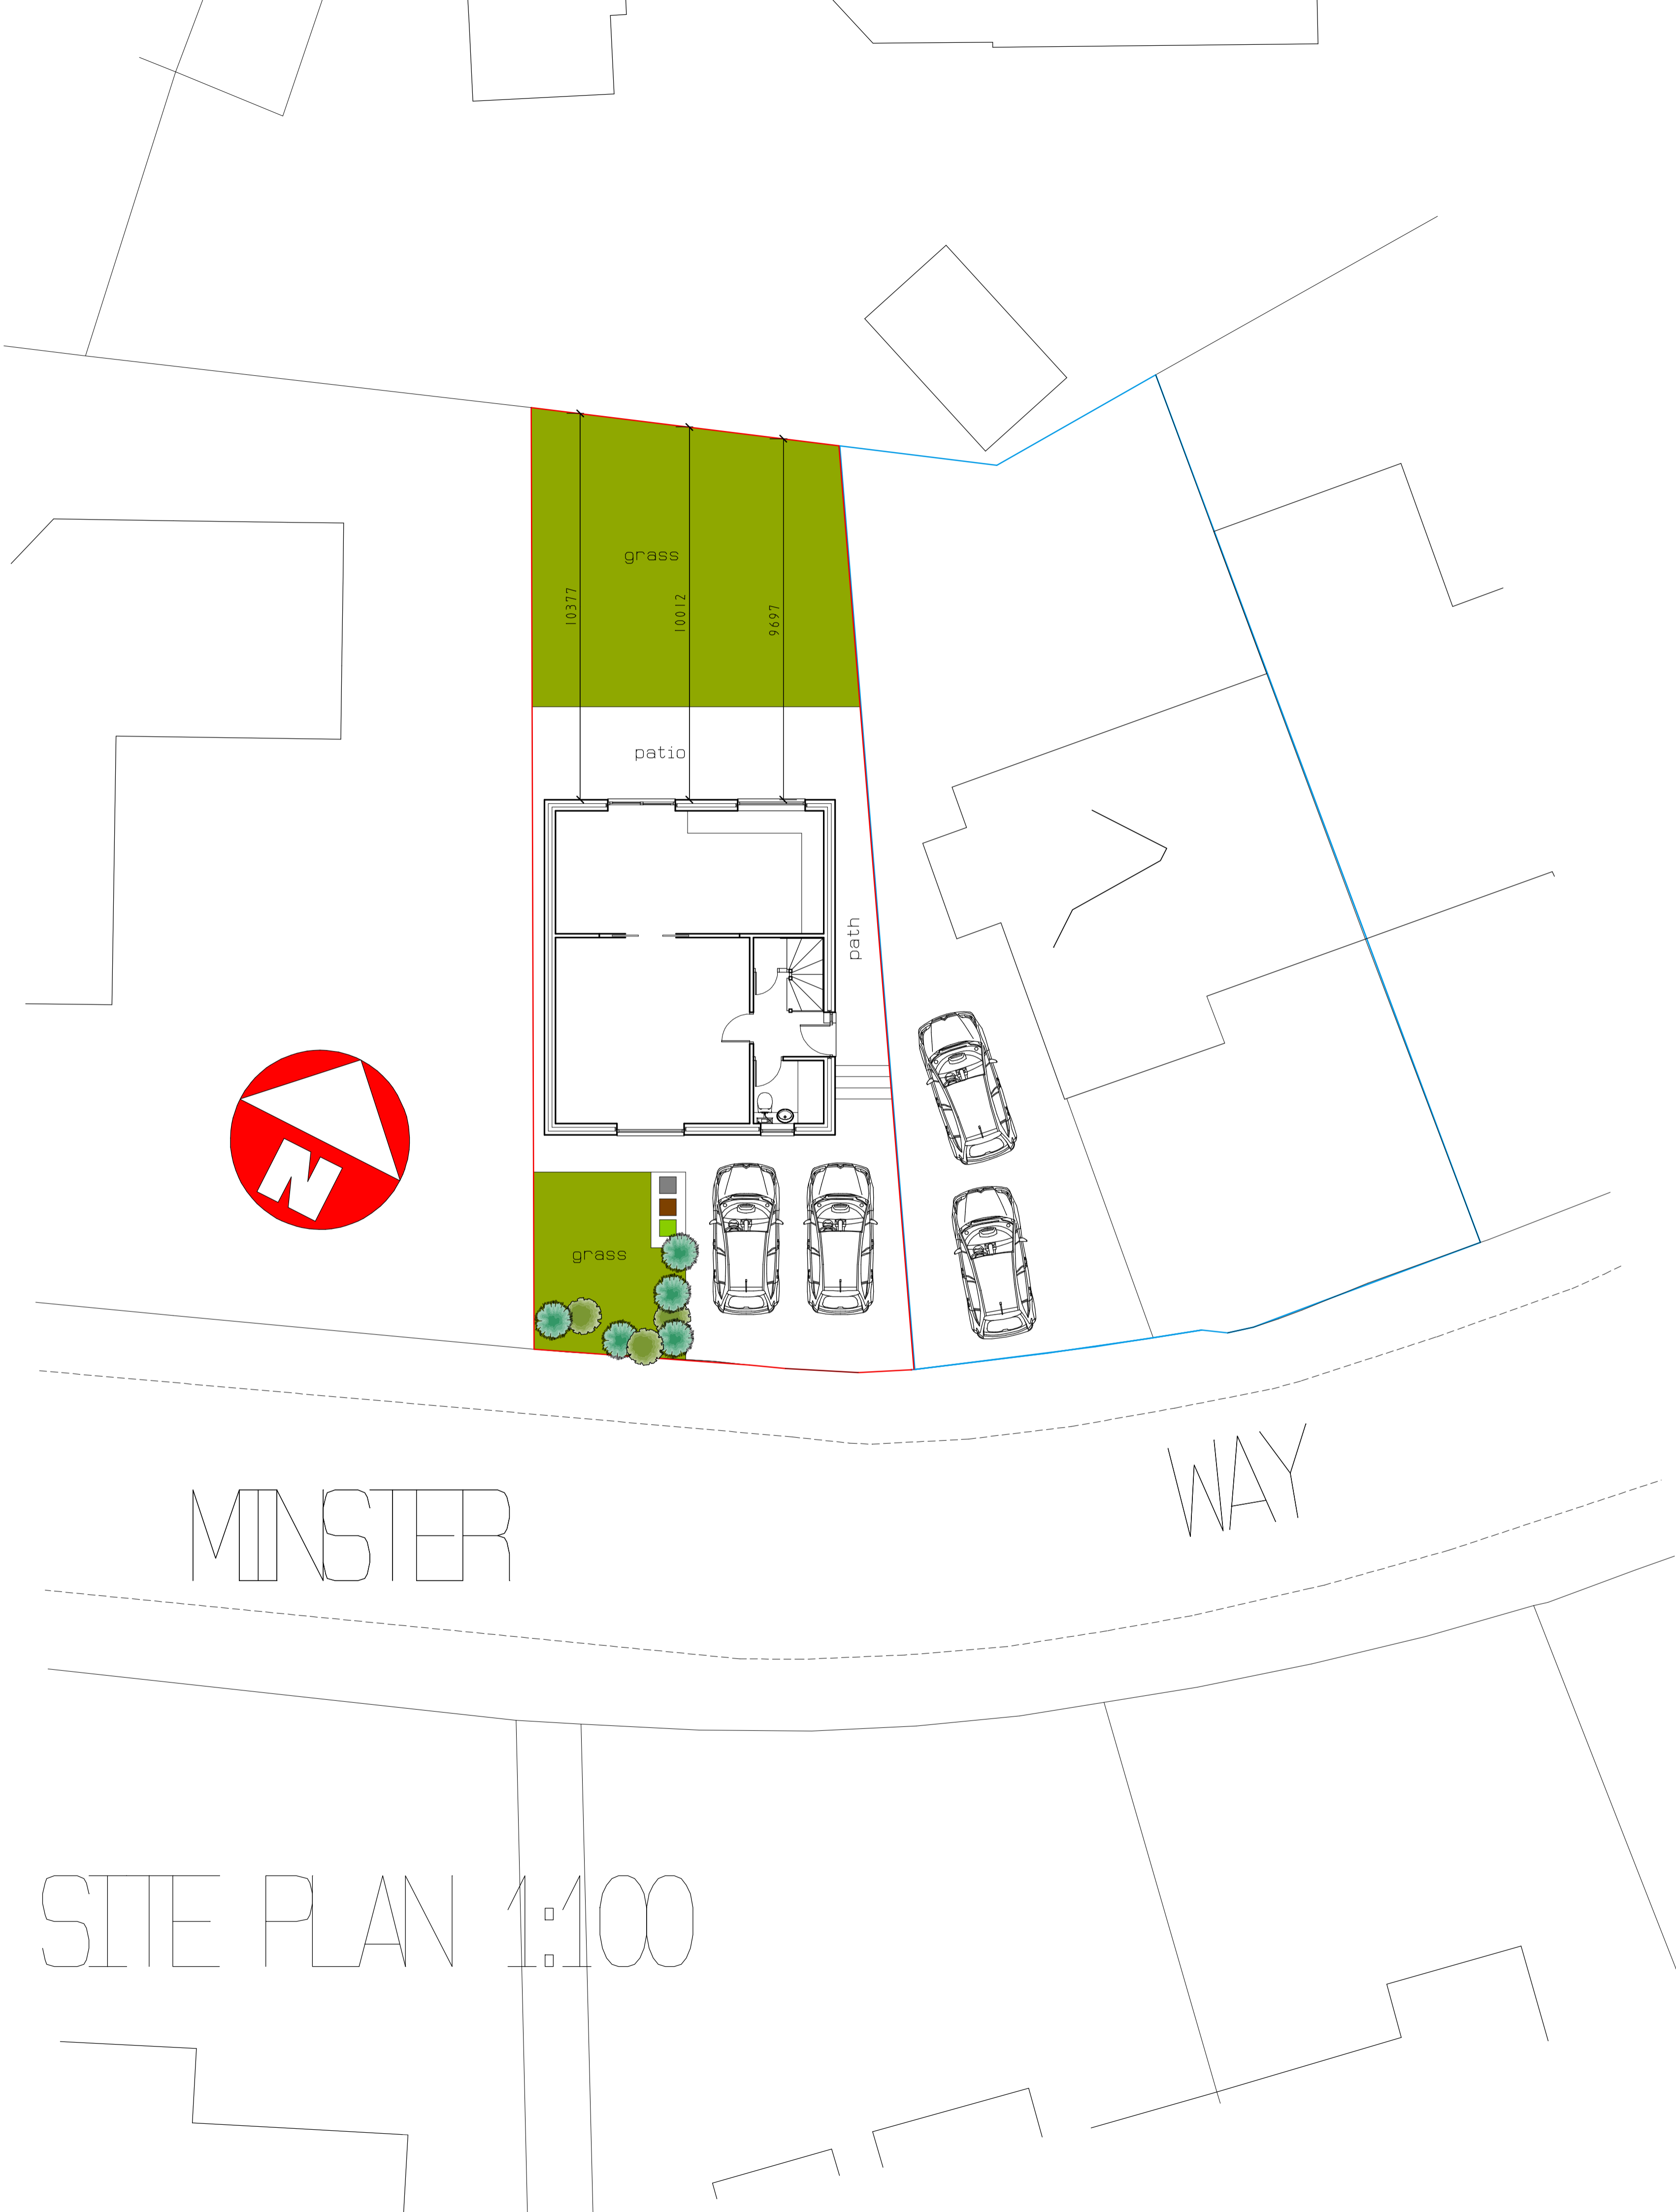 grass
10377
10012
9697
patio
path
N
grass
MINSTER WAY
SITE PLAN 1:100